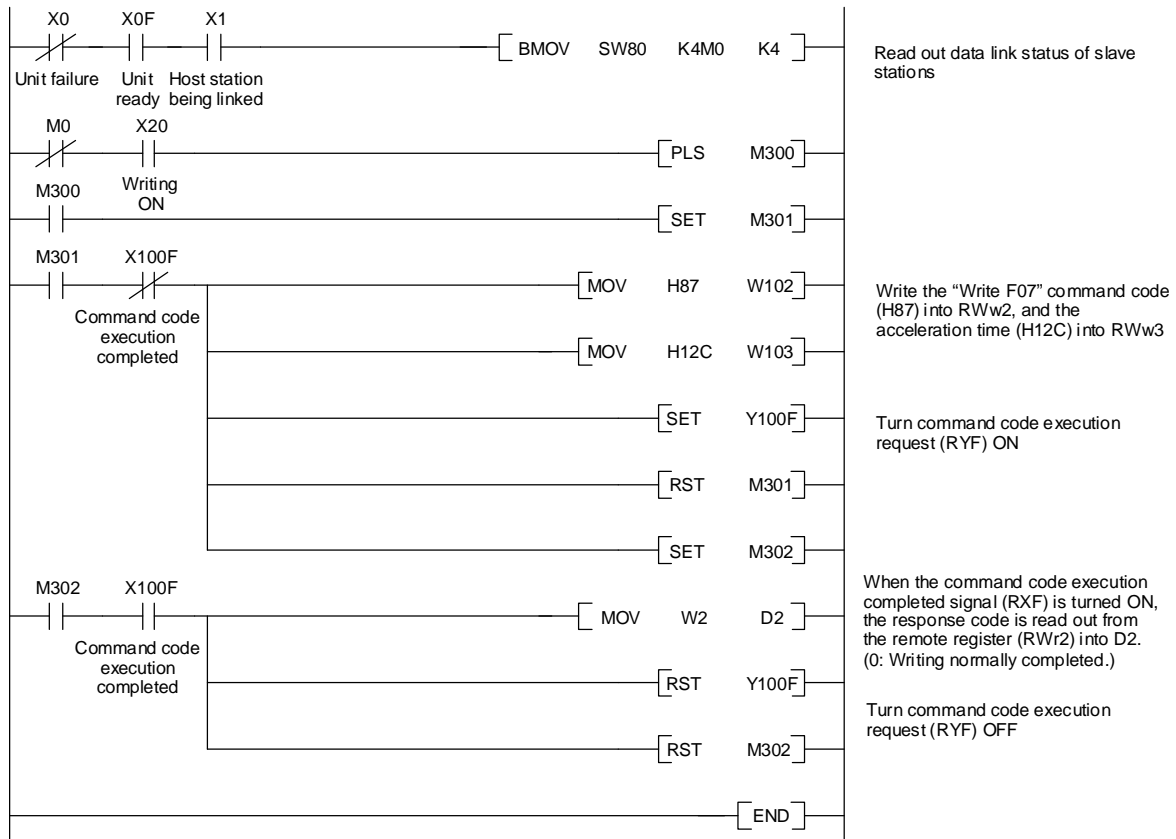 X0 X0F X1
BMOV SW80 K4M0 K4
Unit failure Unit ready Host station being linked
Read out data link status of slave
stations
M0 X20
PLS M300
Writing
ON
M300
SET M301
M301 X100F
MOV H87 W102
Command code
execution
completed
Write the “Write F07” command code
(H87) into RWw2, and the
acceleration time (H12C) into RWw3
MOV H12C W103
SET Y100F
Turn command code execution
request (RYF) ON
RST M301
SET M302
M302 X100F
MOV W2 D2
Command code
execution
completed
When the command code execution
completed signal (RXF) is turned ON,
the response code is read out from
the remote register (RWr2) into D2.
(0: Writing normally completed.)
RST Y100F
Turn command code execution
request (RYF) OFF
RST M302
END